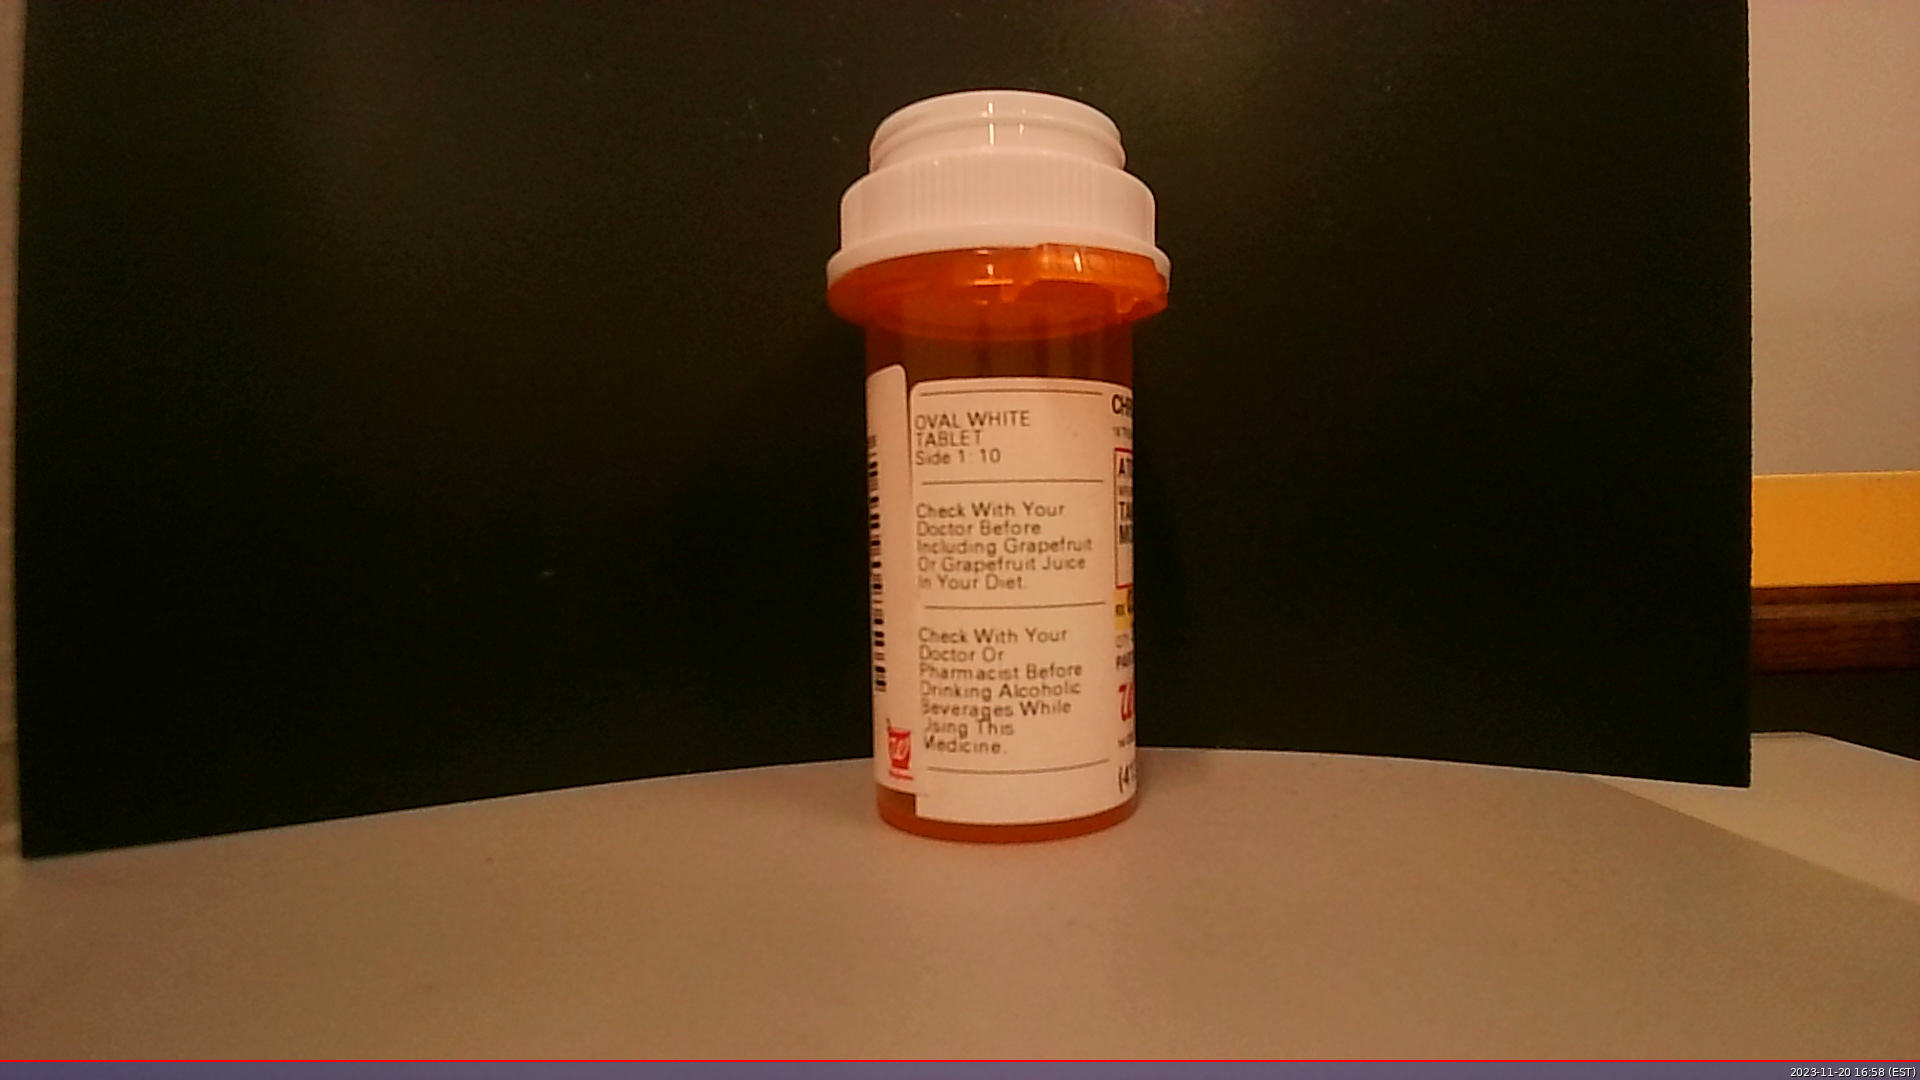 OVAL WHITE
TABLET
Side 1: 10
Check With Your
Doctor Before
Including Grapefruit
Or Grapefruit Juice
In Your Diet.
Check With Your
Doctor Or
Pharmacist Before
Drinking Alcoholic
Beverages While
Using This
Medicine.
2023-11-20 16:58 (EST)